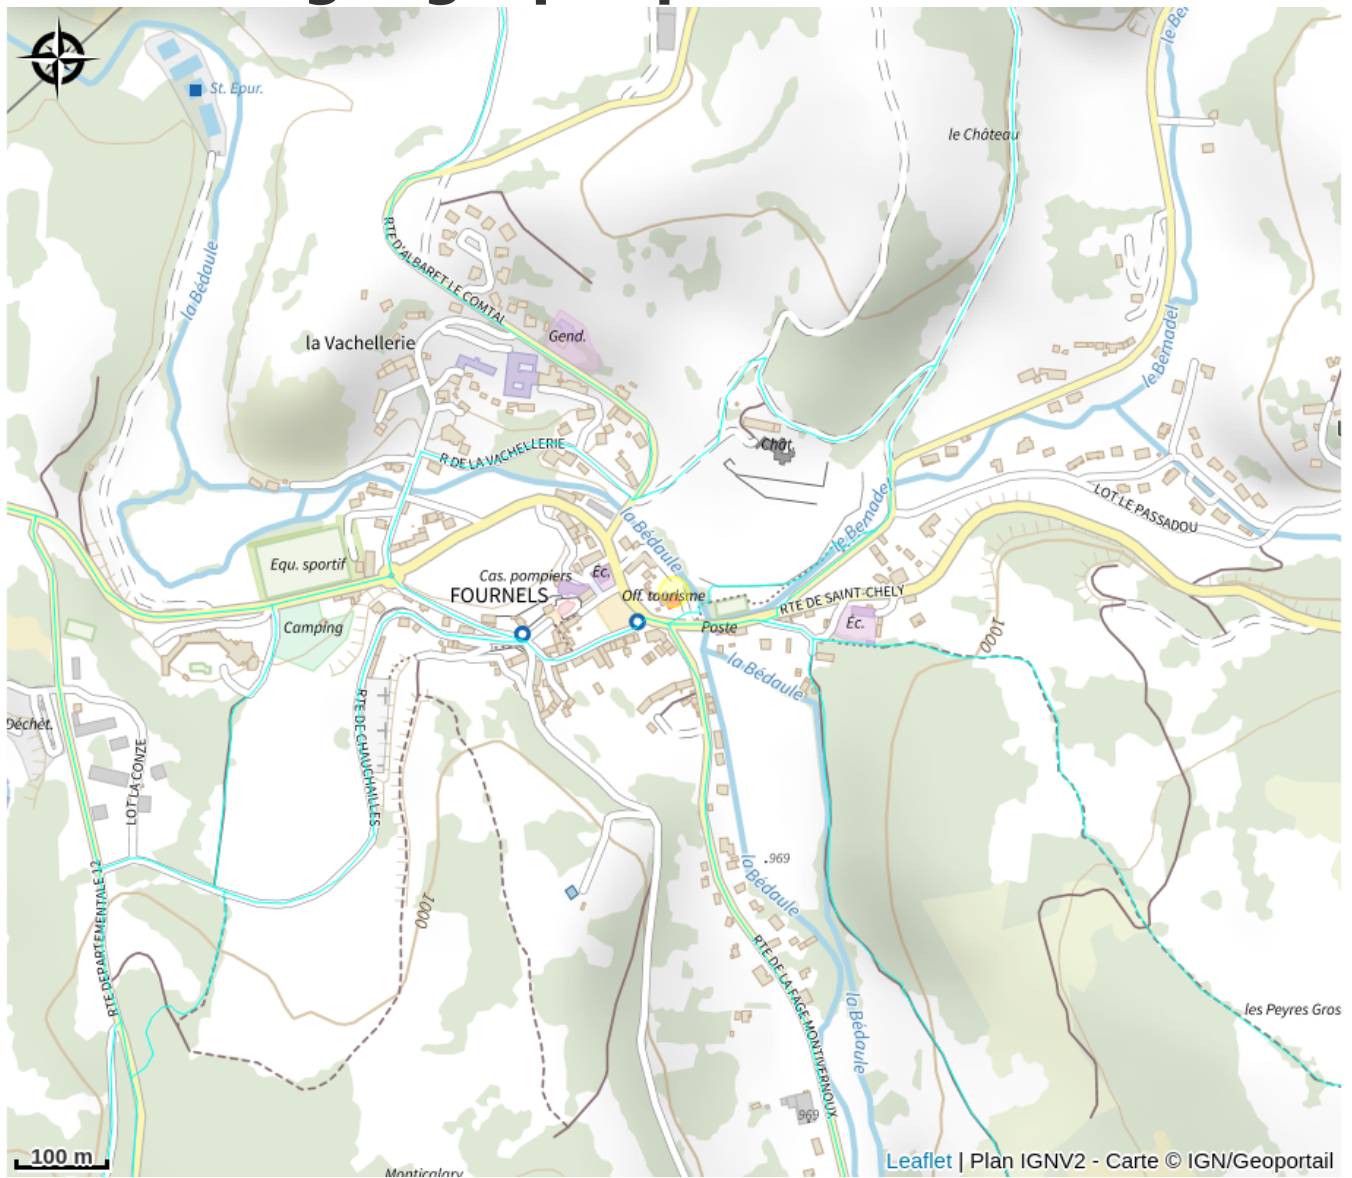 St. Epur.
le Château
la Bédaule
RTE D'ALBARET LE COMTAL
Gend.
la Vachellerie
le Bernadel
Chât.
R DE LA VACHELLERIE
LOT LE PASSADOU
la Bédaule
le Bernadel
Equ. sportif
Cas. pompiers
Éc.
FOURNELS
Off. tourisme
RTE DE SAINT-CHELY
Camping
Poste
Éc.
1000
la Bédaule
Déchèt.
RTE DE CHAUCHAILLES
LOT LA CONZE
.969
la Bédaule
RTE DEPARTEMENTALE 12
1000
RTE DE LA FAGE-MONTIVERNOUX
la Bédaule
les Peyres Gros
969
100 m
Leaflet | Plan IGNV2 - Carte © IGN/Geoportail